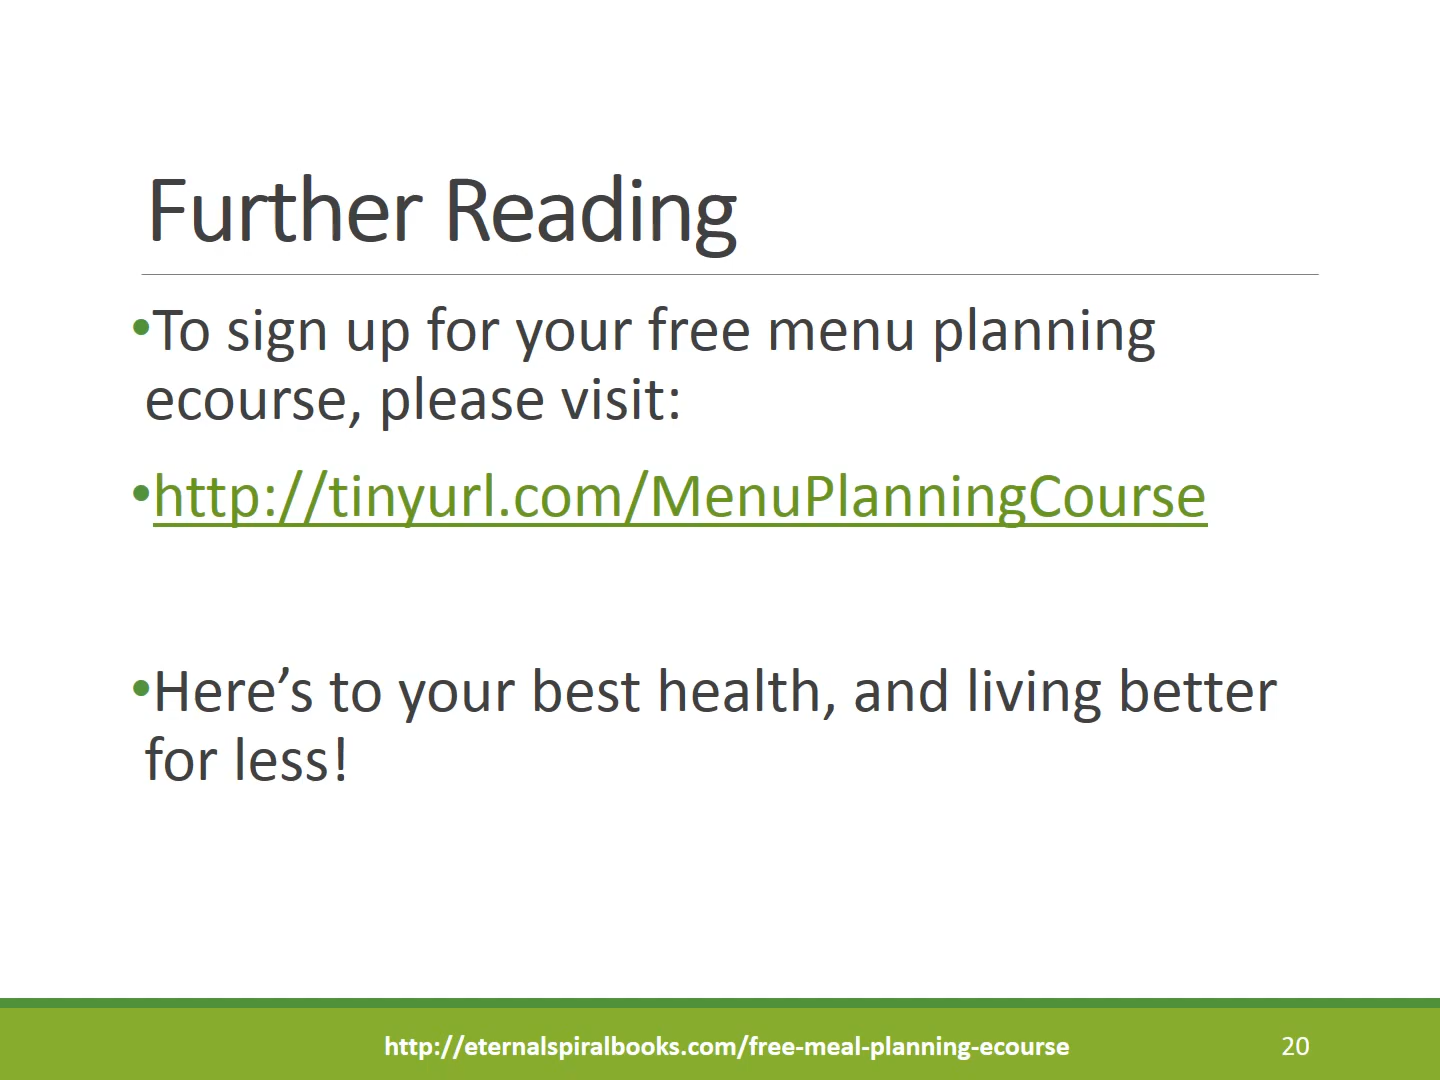 Further Reading
•To sign up for your free menu planning
ecourse, please visit:
•http://tinyurl.com/MenuPlanningCourse
•Here’s to your best health, and living better
for less!
http://eternalspiralbooks.com/free-meal-planning-ecourse
20